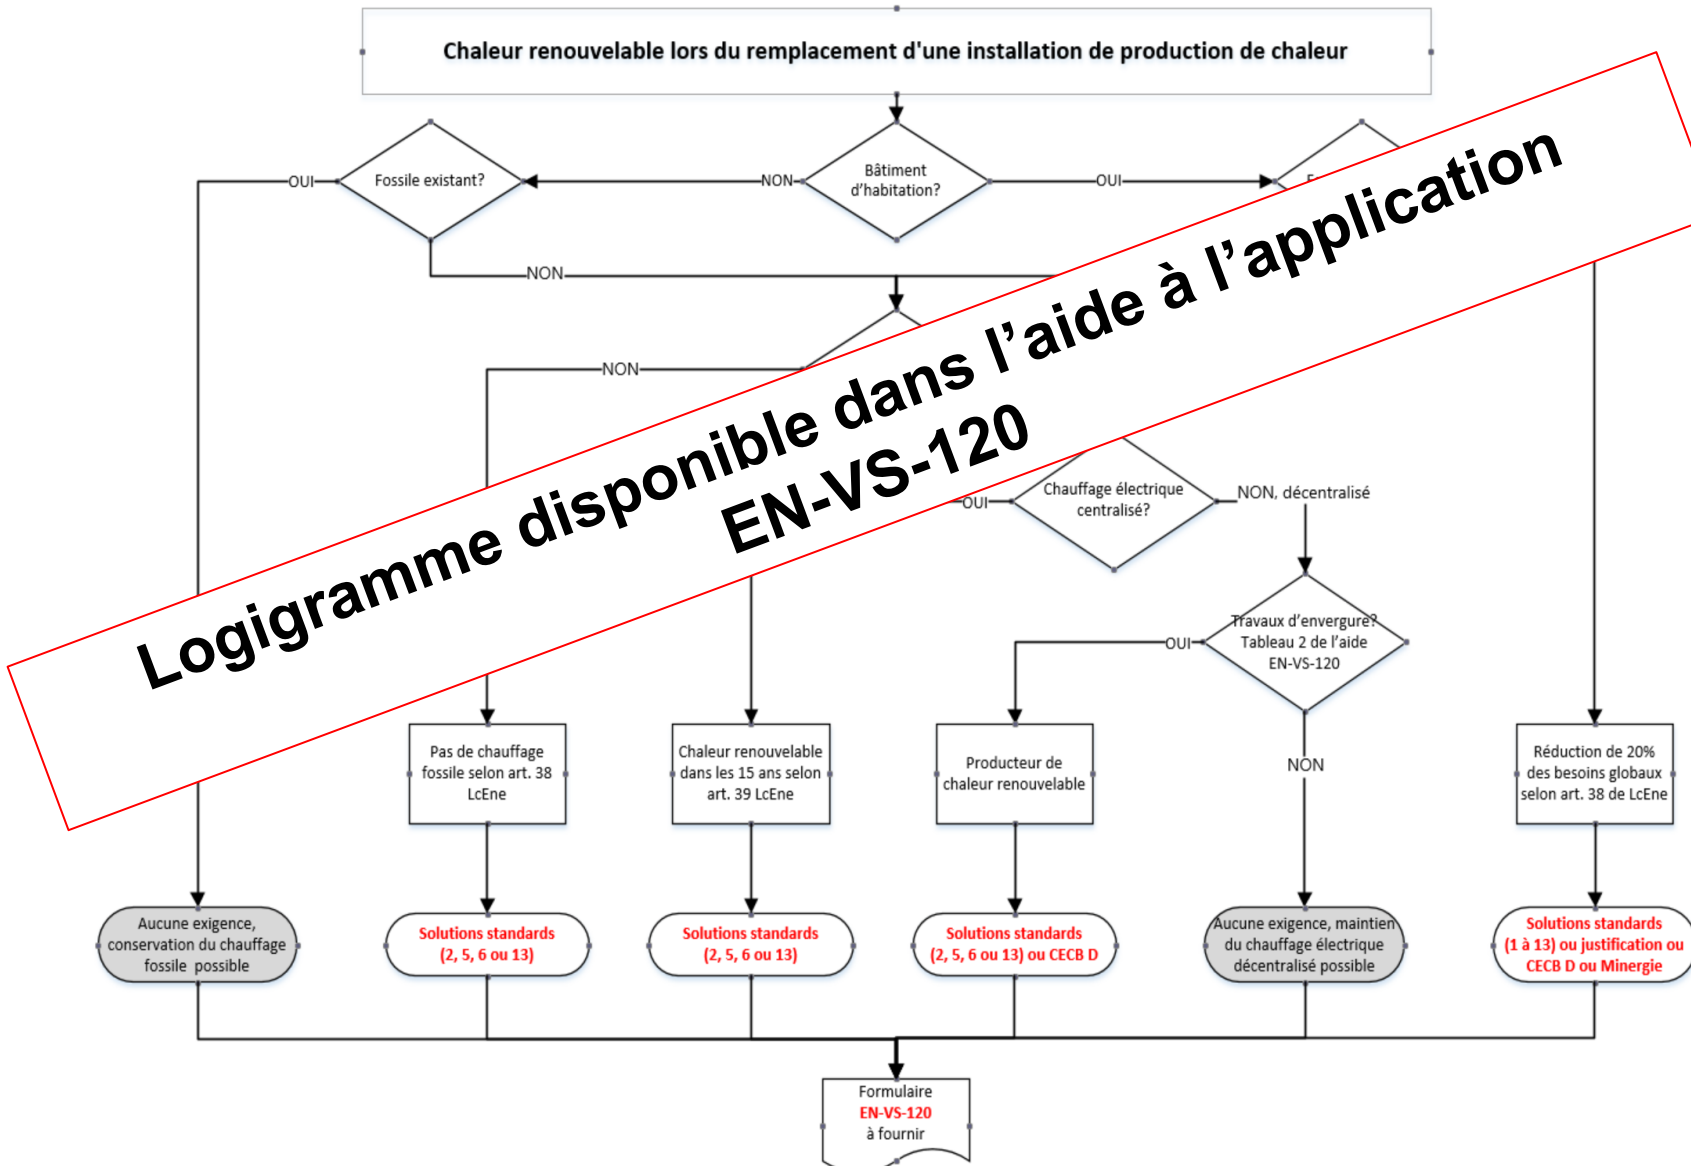 Chaleur renouvelable lors du remplacement d'une installation de production de chaleur
OUI
Fossile existant?
NON
Bâtiment
d'habitation?
OUI
NON
NON
Logigramme disponible dans l'aide à l'application
EN-VS-120
OUI
Chauffage électrique
centralisé?
NON, décentralisé
OUI
Travaux d'envergure?
Tableau 2 de l'aide
EN-VS-120
NON
Pas de chauffage
fossile selon art. 38
LcEne
Chaleur renouvelable
dans les 15 ans selon
art. 39 LcEne
Producteur de
chaleur renouvelable
Réduction de 20%
des besoins globaux
selon art. 38 de LcEne
Aucune exigence,
conservation du chauffage
fossile possible
Solutions standards
(2, 5, 6 ou 13)
Solutions standards
(2, 5, 6 ou 13)
Solutions standards
(2, 5, 6 ou 13) ou CECB D
Aucune exigence, maintien
du chauffage électrique
décentralisé possible
Solutions standards
(1 à 13) ou justification ou
CECB D ou Minergie
Formulaire
EN-VS-120
à fournir